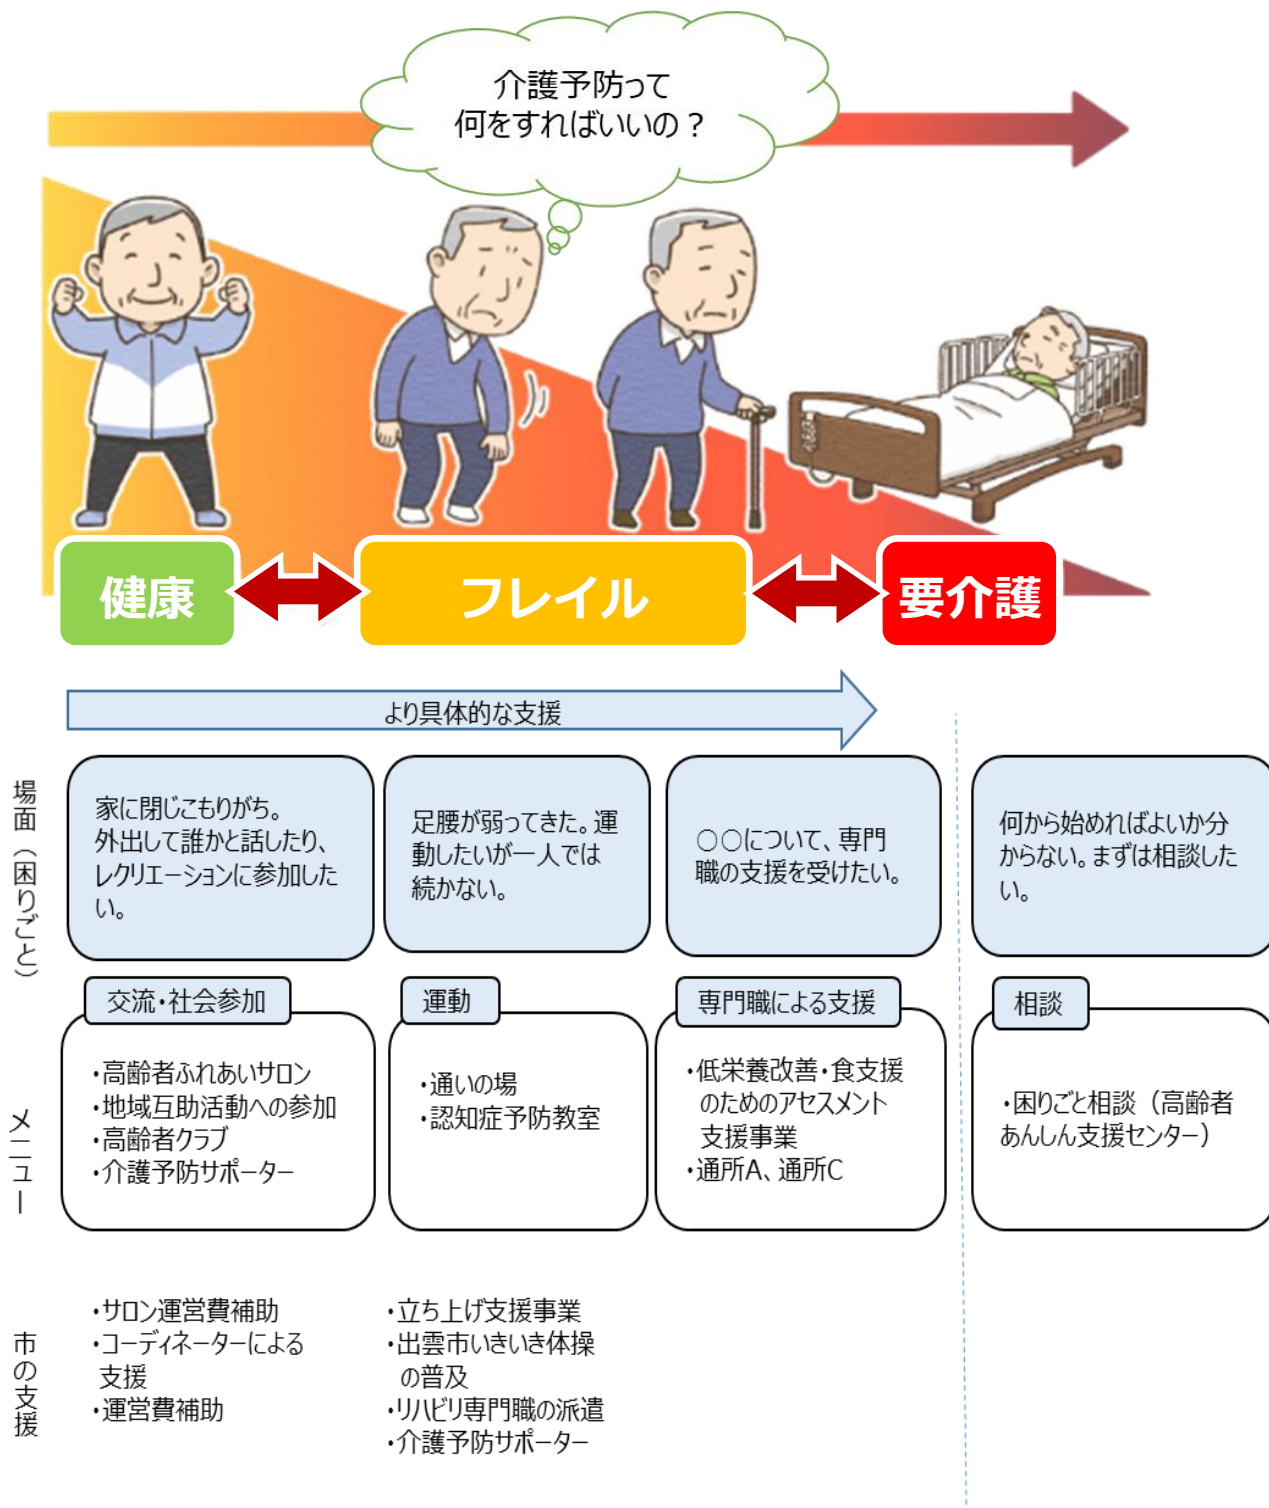 介護予防って
何をすればいいの？
健康
フレイル
要介護
より具体的な支援
場面（困りごと）
家に閉じこもりがち。
外出して誰かと話したり、
レクリエーションに参加した
い。
足腰が弱ってきた。運
動したいが一人では
続かない。
○○について、専門
職の支援を受けたい。
何から始めればよいか分
からない。まずは相談した
い。
メニュー
交流・社会参加
・高齢者ふれあいサロン
・地域互助活動への参加
・高齢者クラブ
・介護予防サポーター
運動
・通いの場
・認知症予防教室
専門職による支援
・低栄養改善・食支援
のためのアセスメント
支援事業
・通所A、通所C
相談
・困りごと相談（高齢者
あんしん支援センター）
市の支援
・サロン運営費補助
・コーディネーターによる
支援
・運営費補助
・立ち上げ支援事業
・出雲市いきいき体操
の普及
・リハビリ専門職の派遣
・介護予防サポーター